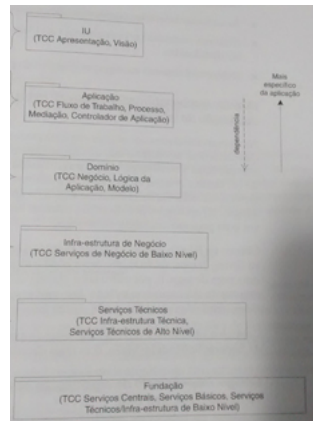 IU
(TCC Apresentação, Visão)
Aplicação
(TCC Fluxo de Trabalho, Processo,
Mediação, Controlador de Aplicação)
Mais
específico
da aplicação
dependência
Domínio
(TCC Negócio, Lógica da
Aplicação, Modelo)
Infra-estrutura de Negócio
(TCC Serviços de Negócio de Baixo Nível)
Serviços Técnicos
(TCC Infra-estrutura Técnica,
Serviços Técnicos de Alto Nível)
Fundação
(TCC Serviços Centrais, Serviços Básicos, Serviços
Técnicos/Infra-estrutura de Baixo Nível)